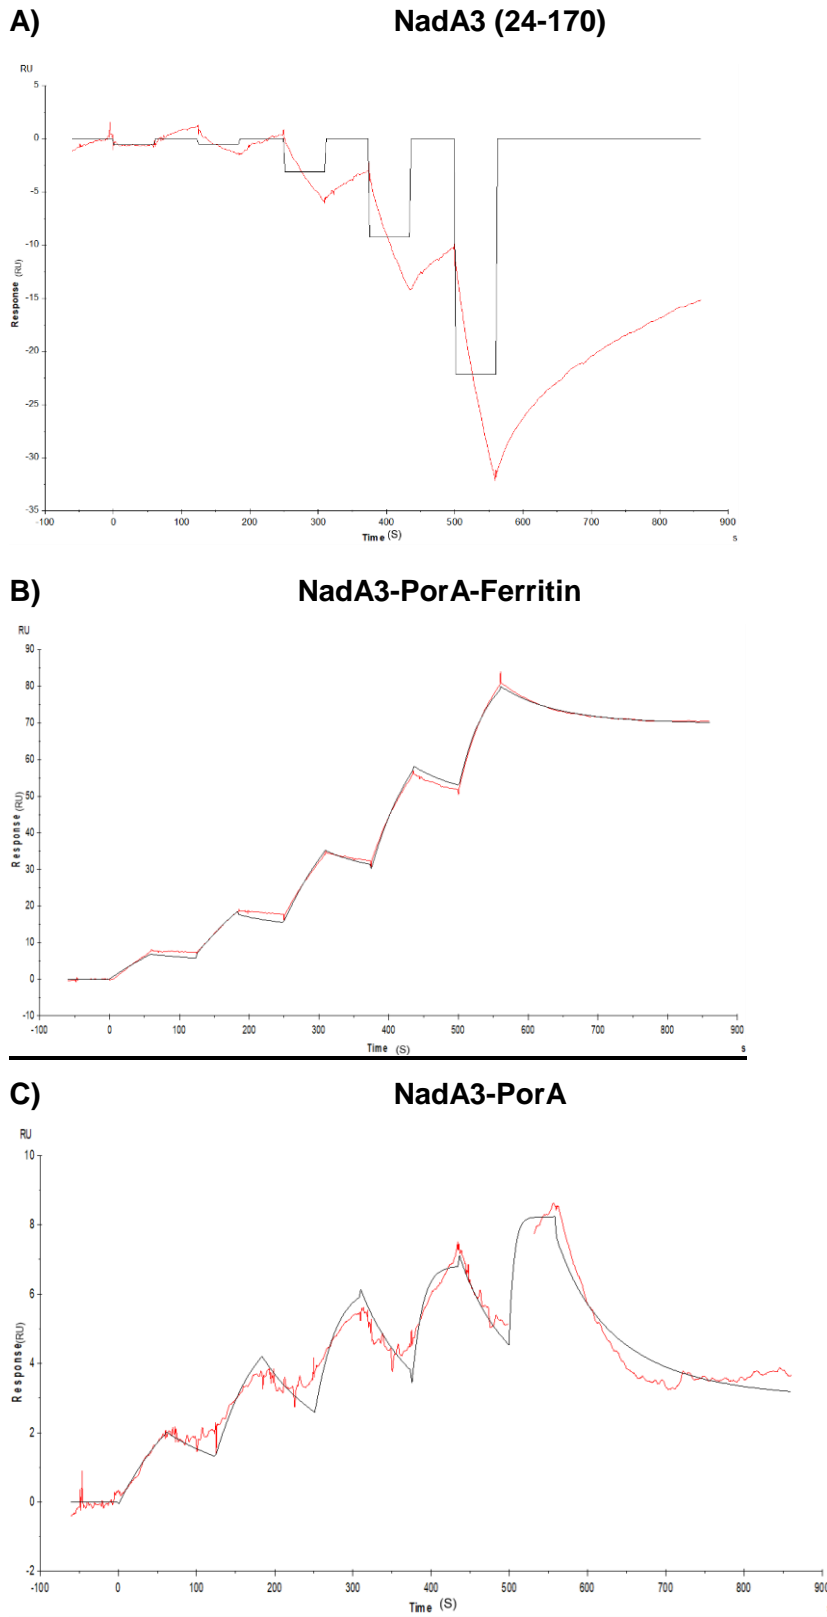 A) NadA3 (24-170)
RU
5
0
-5
-10
-15
-20
-25
-30
-35
Response (RU)
-100 0 100 200 300 400 500 600 700 800 900
Time (S) s
B) NadA3-PorA-Ferritin
RU
90
80
70
60
50
40
30
20
10
0
-10
Response (RU)
-100 0 100 200 300 400 500 600 700 800 900
Time (S) s
C) NadA3-PorA
RU
10
8
6
4
2
0
-2
Response(RU)
-100 0 100 200 300 400 500 600 700 800 900
Time (S)